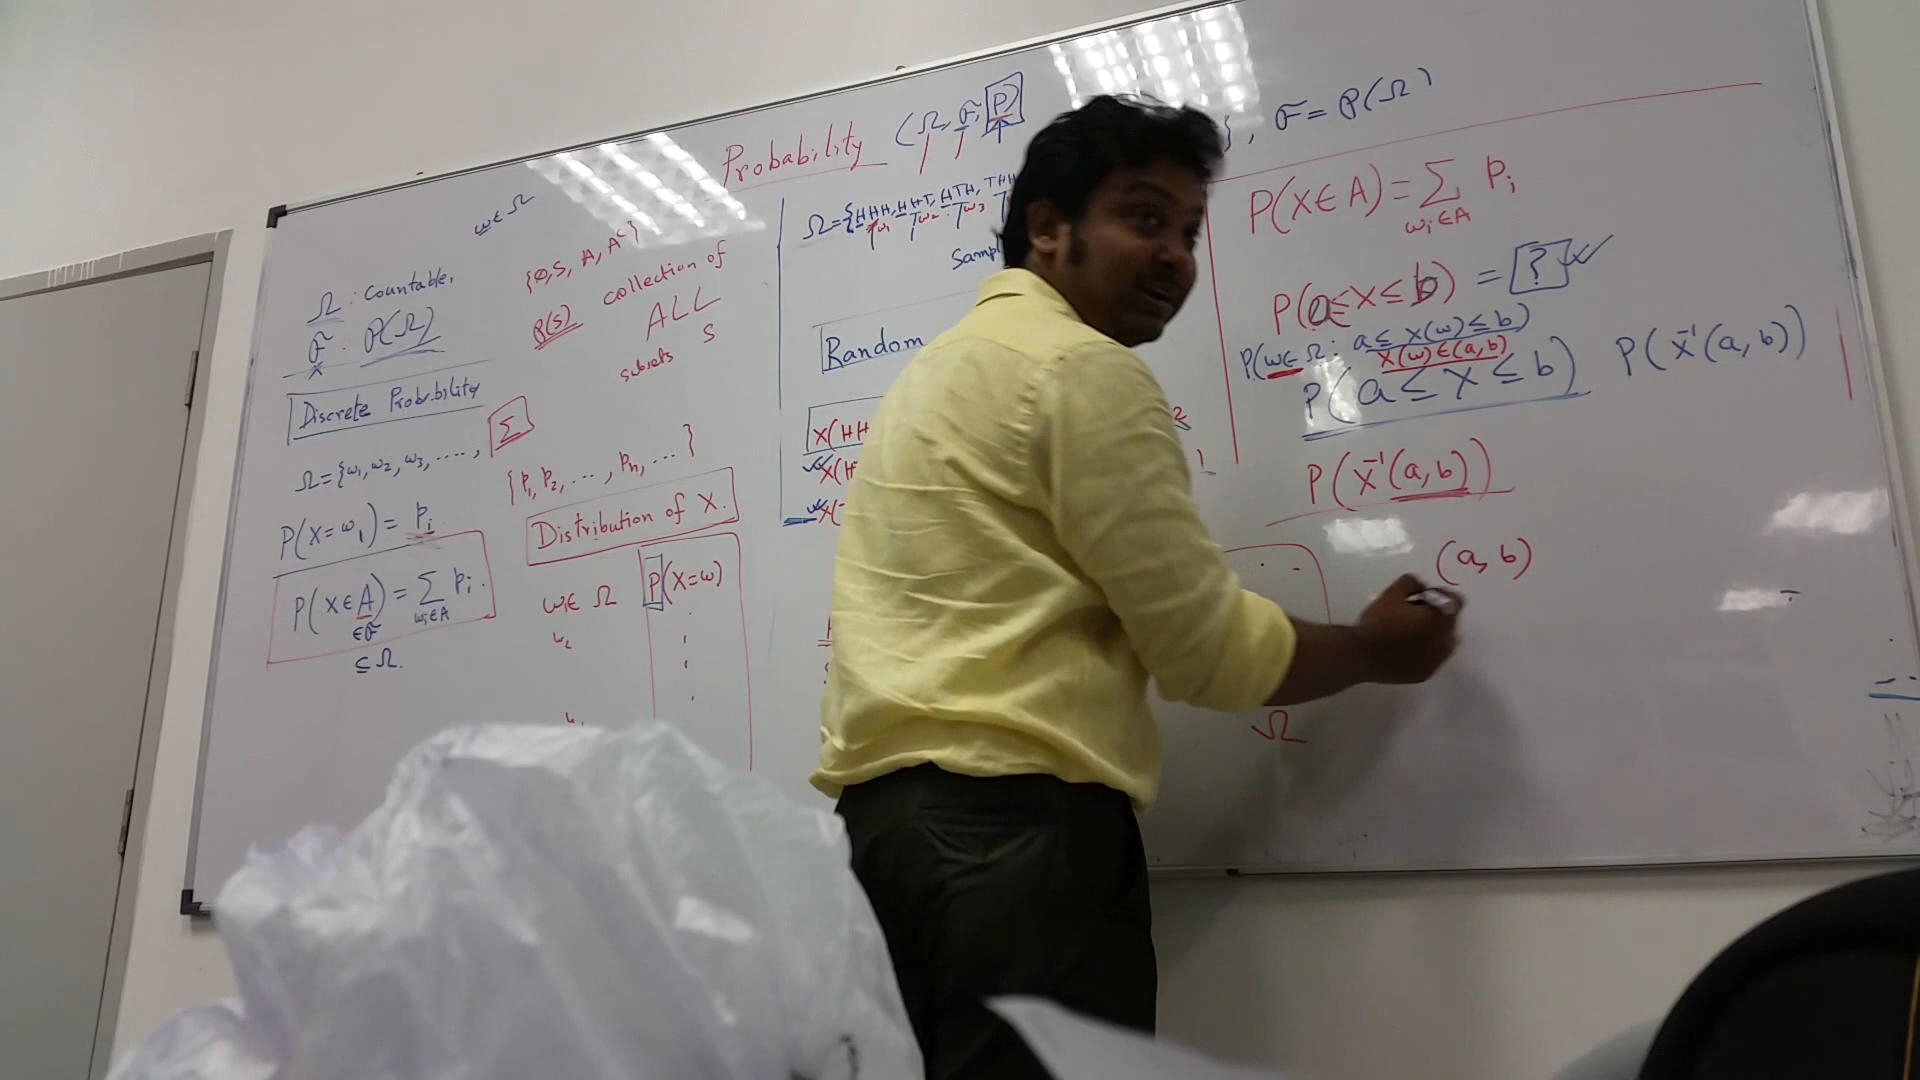 Probability (Ω, 𝓕, P)
}, 𝓕 = 𝒫(Ω)
ω ∈ Ω
Ω : Countable.
𝓕 . 𝒫(Ω)
Discrete Probability
Ω = {ω₁, ω₂, ω₃, ....,
Σ
P(X=ω₁) = pᵢ
P(X∈A) = Σ pᵢ.
ωᵢ∈A
∈𝓕
⊆ Ω.
{Φ, S, A, Aᶜ}
𝒫(S) collection of
ALL
subsets S
{P₁, P₂, ..., Pₙ, ... }
Distribution of X.
ω∈ Ω P(X=ω)
Ω={HHH, HHT, HTH, THH
ω₁ ω₂ ω₃
Random
X(HH
P(X∈A) = Σ Pᵢ
ωᵢ∈A
P(a≤X≤b) = ?
P(ω∈ Ω : a ≤ X(ω) ≤ b)
X(ω)∈(a,b)
P(a ≤ X ≤ b) P(X⁻¹(a,b))
P(X⁻¹(a,b))
(a, b)
Ω